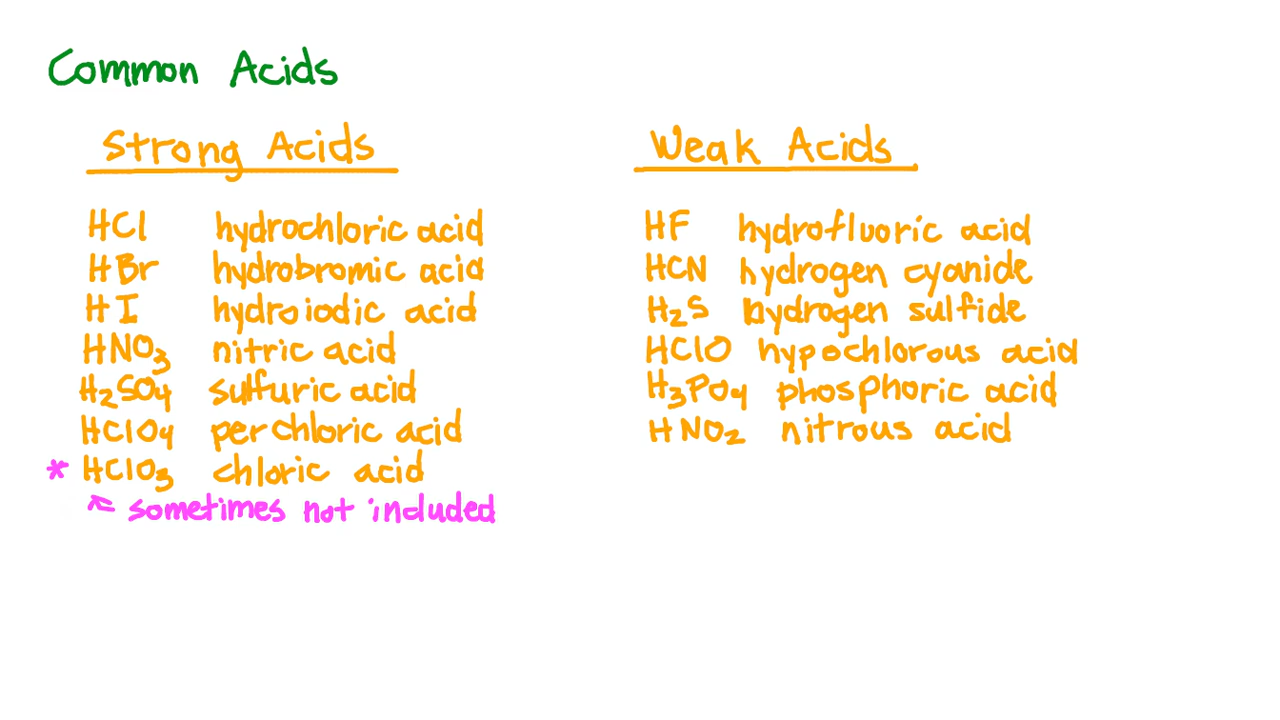 Common Acids
Strong Acids
HCl hydrochloric acid
HBr hydrobromic acid
HI hydroiodic acid
HNO₃ nitric acid
H₂SO₄ sulfuric acid
HClO₄ perchloric acid
* HClO₃ chloric acid
↖ sometimes not included
Weak Acids
HF hydrofluoric acid
HCN hydrogen cyanide
H₂S hydrogen sulfide
HClO hypochlorous acid
H₃PO₄ phosphoric acid
HNO₂ nitrous acid